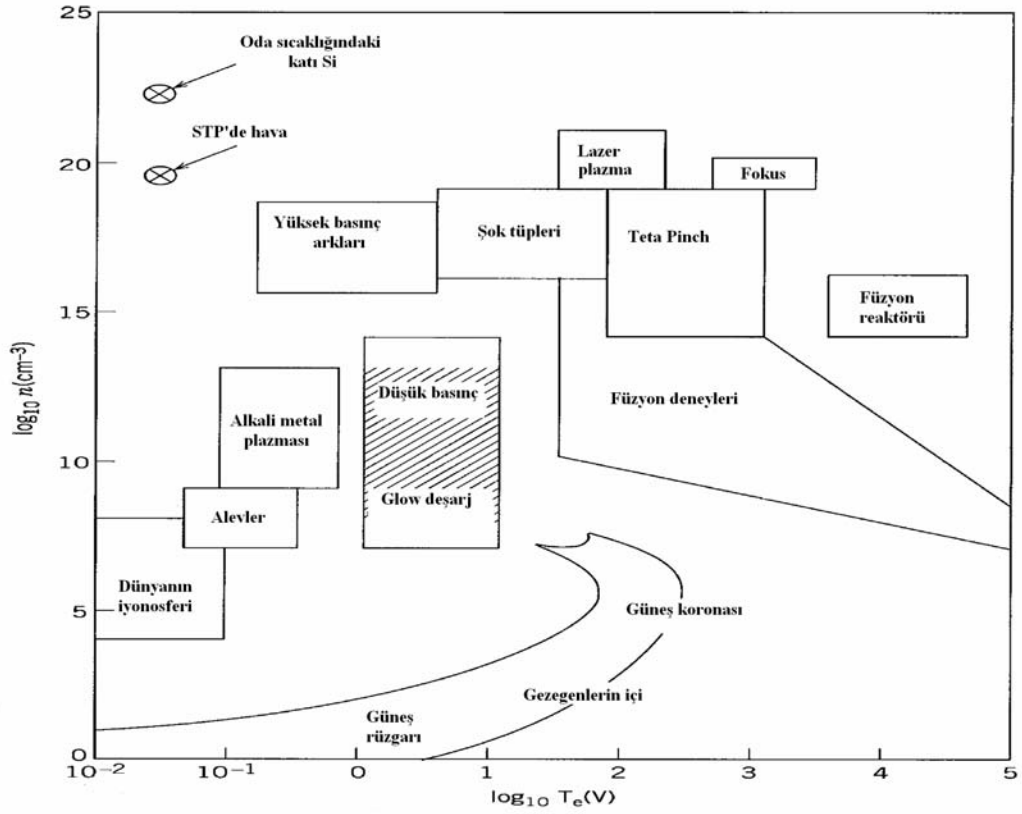 25
Oda sıcaklığındaki
katı Si
STP'de hava
20
Lazer
plazma
Fokus
Yüksek basınç
arkları
Şok tüpleri
Teta Pinch
Füzyon
reaktörü
15
log10 n(cm-3)
Düşük basınç
Füzyon deneyleri
Alkali metal
plazması
10
Glow deşarj
Alevler
Dünyanın
iyonosferi
5
Güneş koronası
Gezegenlerin içi
Güneş
rüzgarı
0
10-2 10-1 0 1 2 3 4 5
log10 Te(V)